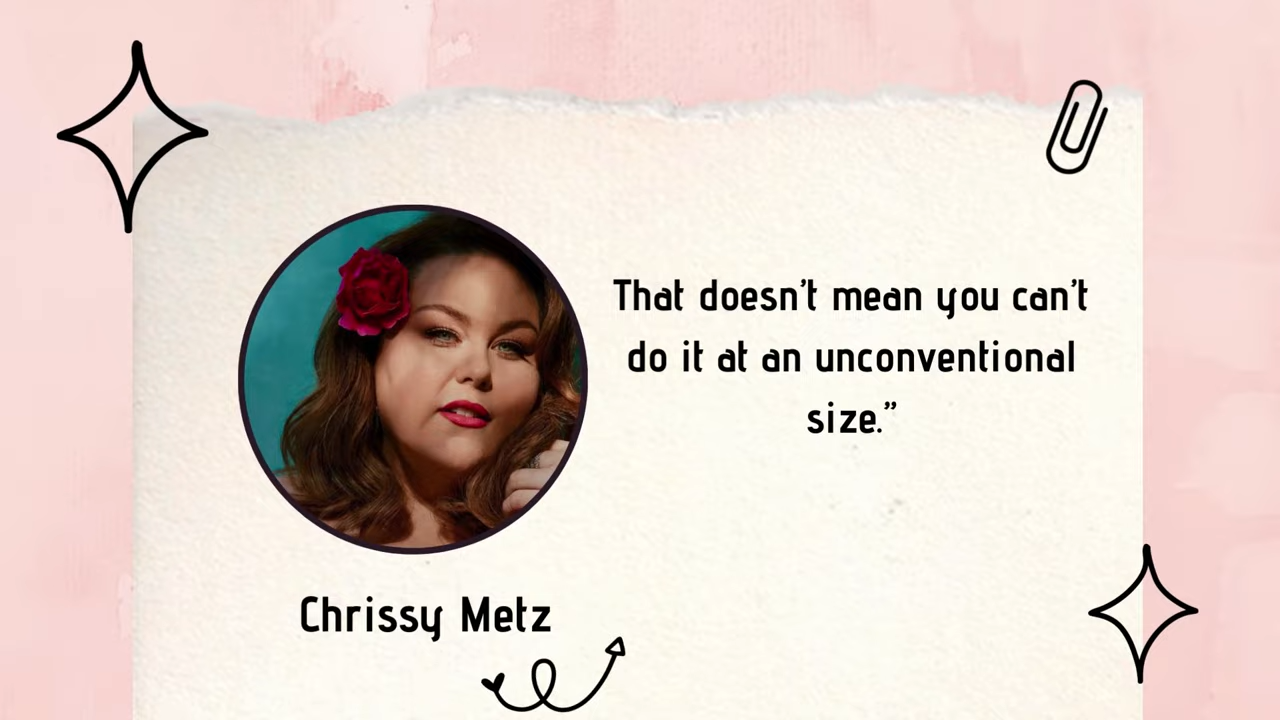 That doesn't mean you can't
do it at an unconventional
size.”
Chrissy Metz